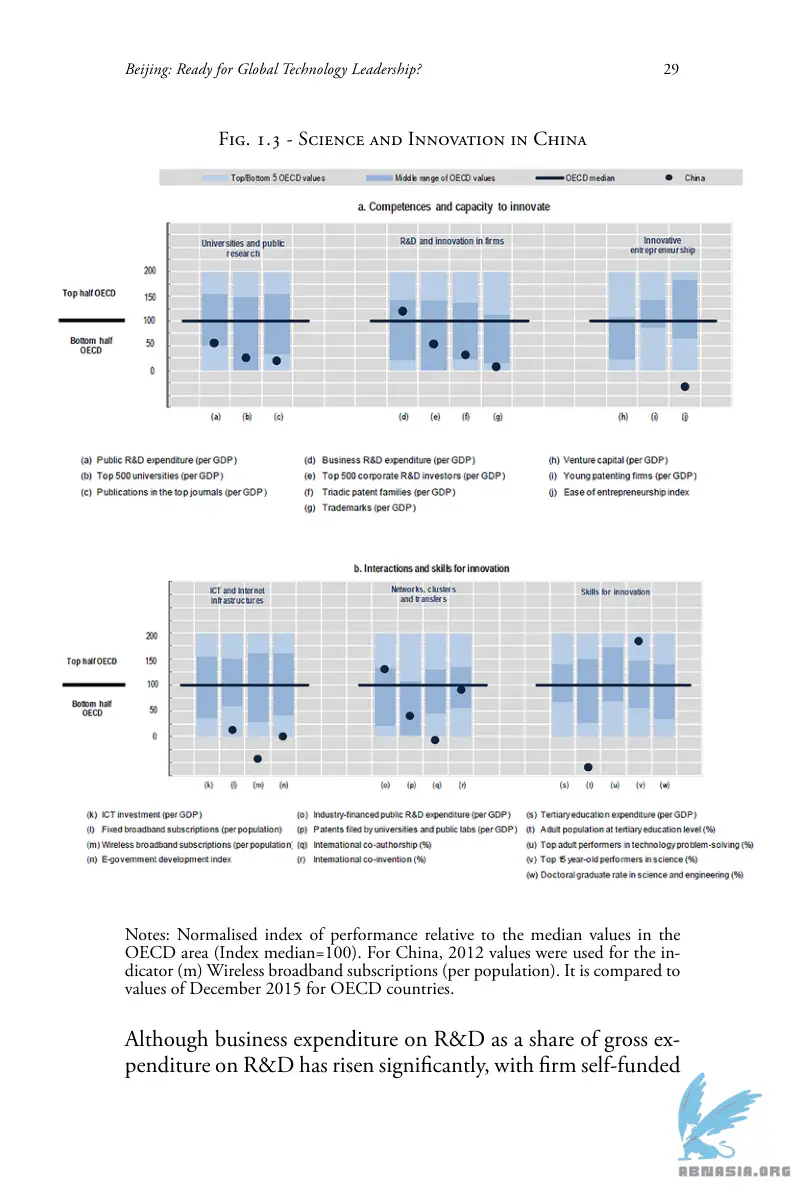 Beijing: Ready for Global Technology Leadership? 29
Fig. 1.3 - Science and Innovation in China
Top/Bottom 5 OECD values Middle range of OECD values OECD median China
a. Competences and capacity to innovate
Universities and public
research
R&D and innovation in firms
Innovative
entrepreneurship
200
Top half OECD
150
100
Bottom half
OECD
50
0
(a) (b) (c) (d) (e) (f) (g) (h) (i) (j)
(a) Public R&D expenditure (per GDP)
(b) Top 500 universities (per GDP)
(c) Publications in the top journals (per GDP)
(d) Business R&D expenditure (per GDP)
(e) Top 500 corporate R&D investors (per GDP)
(f) Triadic patent families (per GDP)
(g) Trademarks (per GDP)
(h) Venture capital (per GDP)
(i) Young patenting firms (per GDP)
(j) Ease of entrepreneurship index
b. Interactions and skills for innovation
ICT and Internet
infrastructures
Networks, clusters
and transfers
Skills for innovation
200
Top half OECD
150
100
Bottom half
OECD
50
0
(k) (l) (m) (n) (o) (p) (q) (r) (s) (t) (u) (v) (w)
(k) ICT investment (per GDP)
(l) Fixed broadband subscriptions (per population)
(m) Wireless broadband subscriptions (per population)
(n) E-government development index
(o) Industry-financed public R&D expenditure (per GDP)
(p) Patents filed by universities and public labs (per GDP)
(q) International co-authorship (%)
(r) International co-invention (%)
(s) Tertiary education expenditure (per GDP)
(t) Adult population at tertiary education level (%)
(u) Top adult performers in technology problem-solving (%)
(v) Top 15 year-old performers in science (%)
(w) Doctoral graduate rate in science and engineering (%)
Notes: Normalised index of performance relative to the median values in the
OECD area (Index median=100). For China, 2012 values were used for the in-
dicator (m) Wireless broadband subscriptions (per population). It is compared to
values of December 2015 for OECD countries.
Although business expenditure on R&D as a share of gross ex-
penditure on R&D has risen significantly, with firm self-funded
ABNASIA.ORG